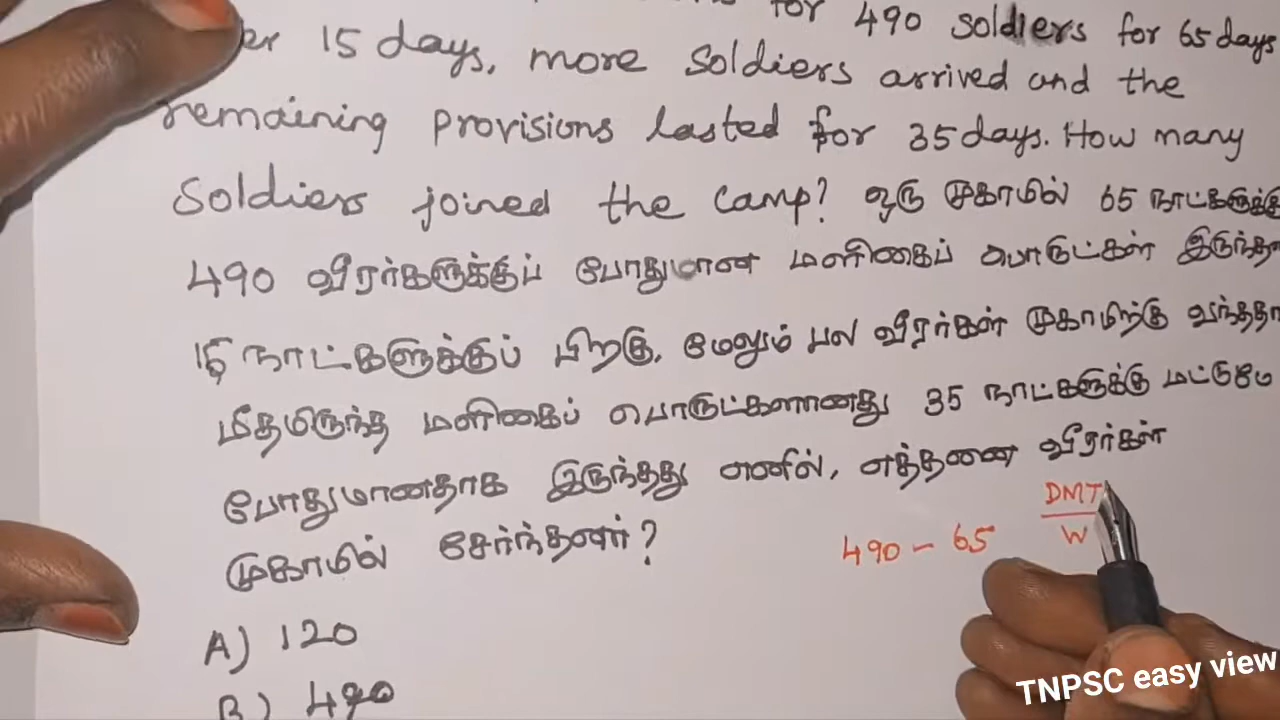 for 490 soldiers for 65 days
15 days, more soldiers arrived and the
remaining provisions lasted for 35 days. How many
soldiers joined the camp? ஒரு முகாமில் 65 நாட்களுக்கு
490 வீரர்களுக்குப் போதுமான மளிகைப் பொருட்கள் இருந்த
15 நாட்களுக்குப் பிறகு, மேலும் பல வீரர்கள் முகாமிற்கு வந்ததா
மீதமிருந்த மளிகைப் பொருட்களானது 35 நாட்களுக்கு மட்டுமே
போதுமானதாக இருந்தது எனில், எத்தனை வீரர்கள்
முகாமில் சேர்ந்தனர்?
DMT
W
490 - 65
A) 120
B) 490
TNPSC easy view